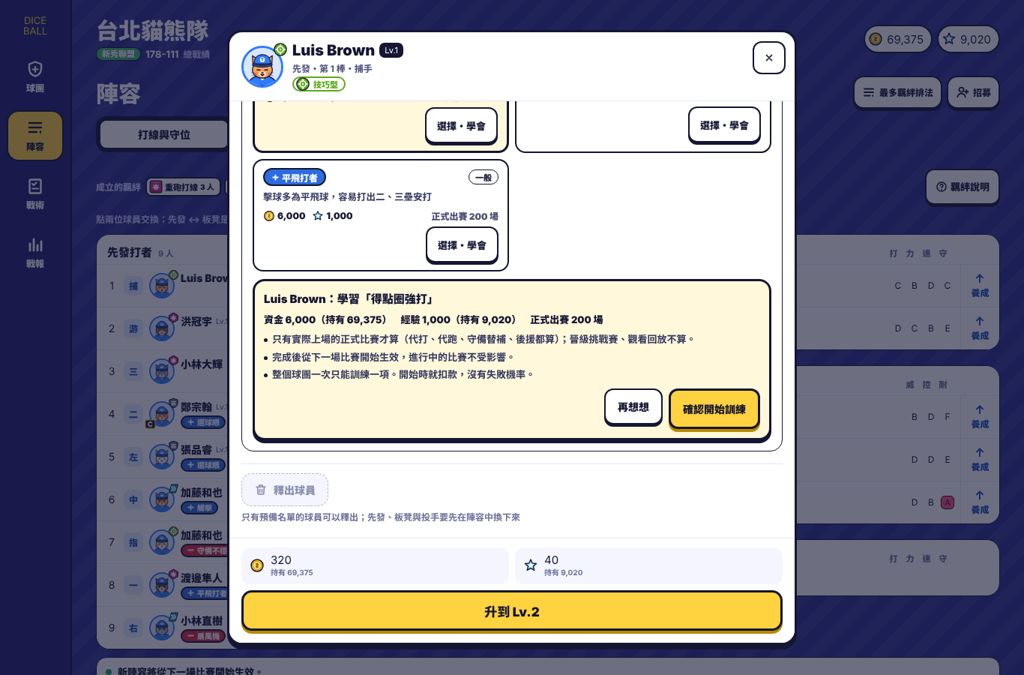 DICE
BALL
台北貓熊隊
新秀聯盟 178-111 總戰績
69,375
9,020
球團
陣容
戰術
戰報
陣容
最多羈絆排法
招募
打線與守位
成立的羈絆 重砲打線 3 人
羈絆說明
點兩位球員交換：先發 ↔ 板凳是
先發打者 9 人
打 力 速 守
1 捕 Luis Brow
C B D C
養成
2 游 洪冠宇 Lv.
D C B E
養成
3 三 小林大輝
4 二 鄭宗翰 Lv.1
C
+ 選球眼
5 左 張品睿 Lv.1
+ 選球眼
6 中 加藤和也
7 指 加藤和也
− 守備不穩
8 一 渡邊隼人
+ 平飛打者
9 右 小林直樹
− 扇風機
威 控 耐
B D F
養成
D D E
養成
D B A
養成
打 力 速 守
新陣容將從下一場比賽開始生效。
Luis Brown Lv.1
先發・第 1 棒・捕手
技巧型
×
選擇・學會
選擇・學會
+ 平飛打者
一般
擊球多為平飛球，容易打出二、三壘安打
6,000 1,000 正式出賽 200 場
選擇・學會
Luis Brown：學習「得點圈強打」
資金 6,000（持有 69,375） 經驗 1,000（持有 9,020） 正式出賽 200 場
• 只有實際上場的正式比賽才算（代打、代跑、守備替補、後援都算）；晉級挑戰賽、觀看回放不算。
• 完成後從下一場比賽開始生效，進行中的比賽不受影響。
• 整個球團一次只能訓練一項。開始時就扣款，沒有失敗機率。
再想想
確認開始訓練
釋出球員
只有預備名單的球員可以釋出；先發、板凳與投手要先在陣容中換下來
320
持有 69,375
40
持有 9,020
升到 Lv.2